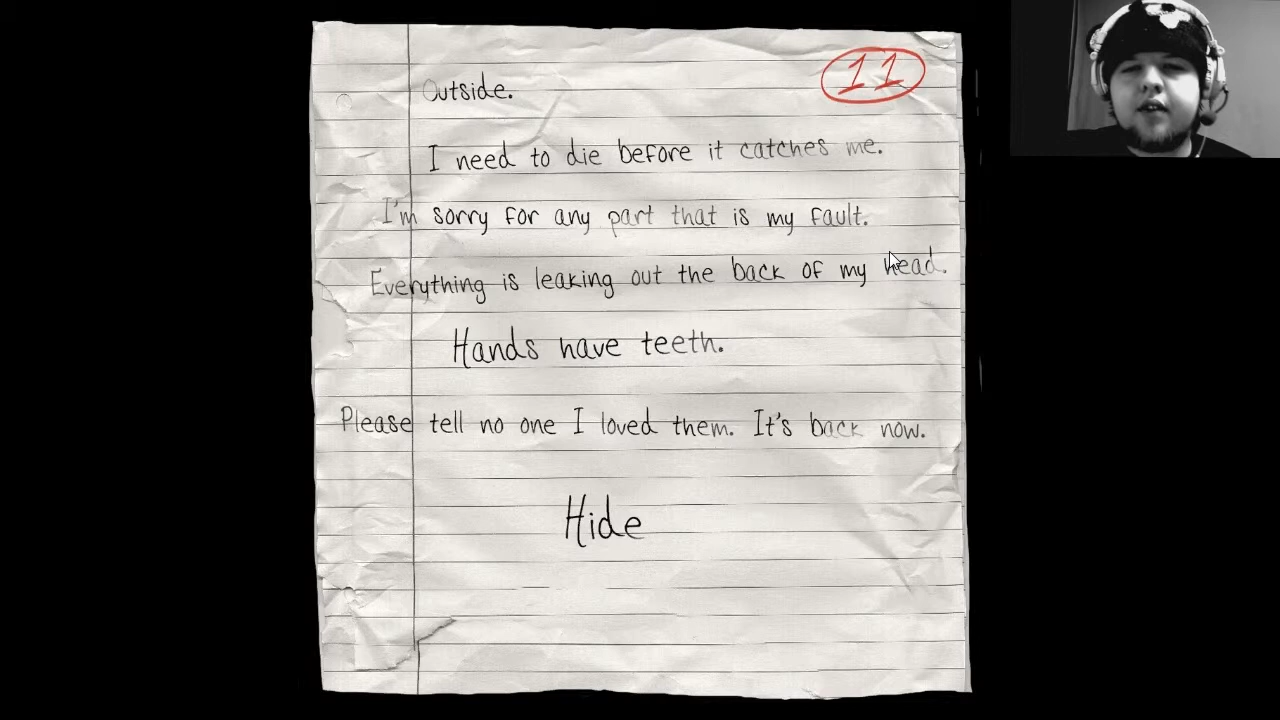 11
Outside.
I need to die before it catches me.
I'm sorry for any part that is my fault.
Everything is leaking out the back of my head.
Hands have teeth.
Please tell no one I loved them. It's back now.
Hide